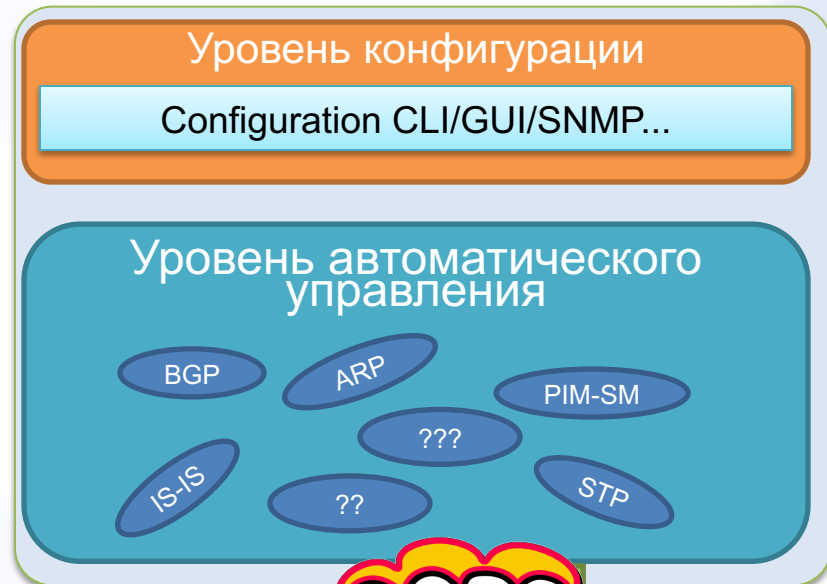 Уровень конфигурации
Configuration CLI/GUI/SNMP...
Уровень автоматического
управления
BGP
ARP
PIM-SM
???
IS-IS
??
STP